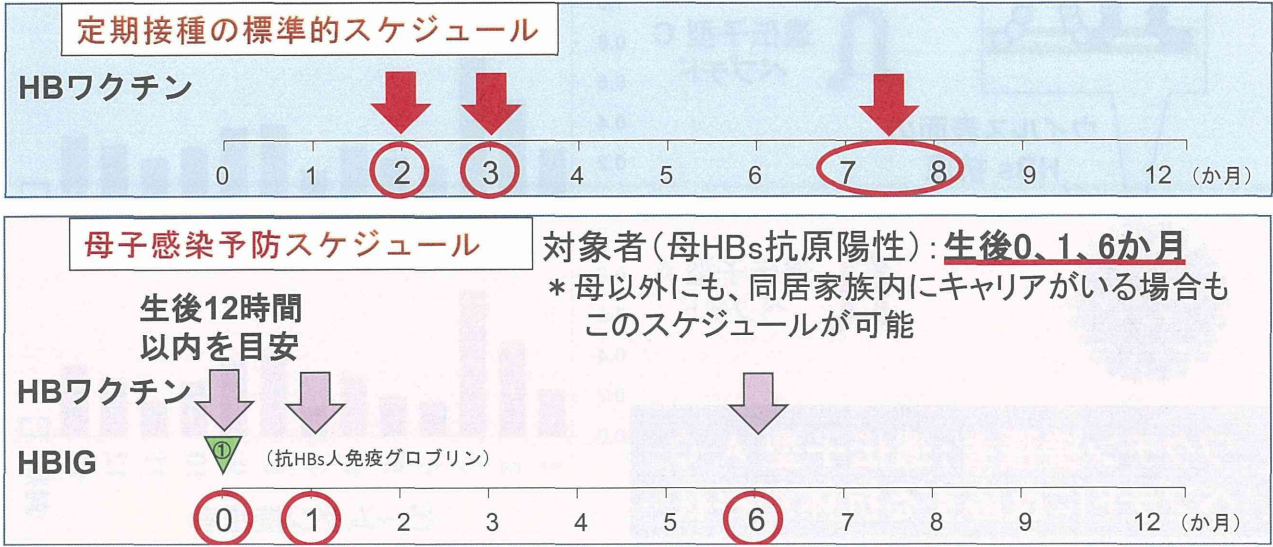 定期接種の標準的スケジュール
HBワクチン
0 1 2 3 4 5 6 7 8 9 12 (か月)
母子感染予防スケジュール
対象者(母HBs抗原陽性):生後0、1、6か月
*母以外にも、同居家族内にキャリアがいる場合も
このスケジュールが可能
生後12時間
以内を目安
HBワクチン
HBIG ① (抗HBs人免疫グロブリン)
0 1 2 3 4 5 6 7 8 9 12 (か月)